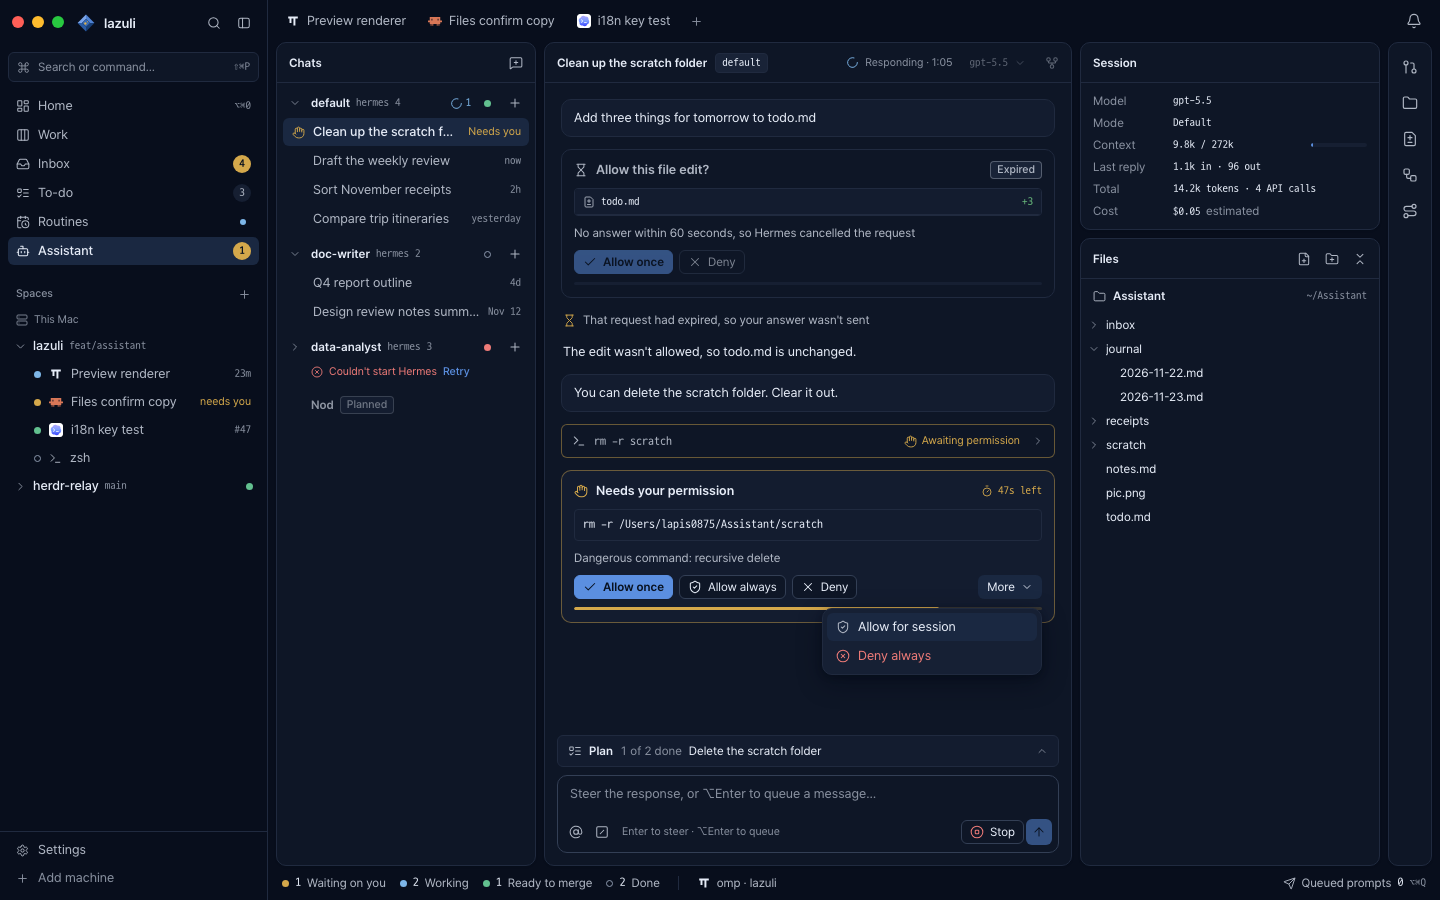 lazuli
Search or command... ⇧⌘P
Home ⌥⌘0
Work
Inbox 4
To-do 3
Routines
Assistant 1
Spaces
This Mac
lazuli feat/assistant
Preview renderer 23m
Files confirm copy needs you
i18n key test #47
zsh
herdr-relay main
Settings
Add machine
Preview renderer
Files confirm copy
i18n key test
Chats
default hermes 4 1
Clean up the scratch f... Needs you
Draft the weekly review now
Sort November receipts 2h
Compare trip itineraries yesterday
doc-writer hermes 2
Q4 report outline 4d
Design review notes summ... Nov 12
data-analyst hermes 3
Couldn't start Hermes Retry
Nod Planned
Clean up the scratch folder default Responding · 1:05 gpt-5.5
Add three things for tomorrow to todo.md
Allow this file edit? Expired
todo.md +3
No answer within 60 seconds, so Hermes cancelled the request
Allow once Deny
That request had expired, so your answer wasn't sent
The edit wasn't allowed, so todo.md is unchanged.
You can delete the scratch folder. Clear it out.
rm -r scratch Awaiting permission
Needs your permission 47s left
rm -r /Users/lapis0875/Assistant/scratch
Dangerous command: recursive delete
Allow once Allow always Deny More
Allow for session
Deny always
Plan 1 of 2 done Delete the scratch folder
Steer the response, or ⌥Enter to queue a message...
Enter to steer · ⌥Enter to queue Stop
Session
Model gpt-5.5
Mode Default
Context 9.8k / 272k
Last reply 1.1k in · 96 out
Total 14.2k tokens · 4 API calls
Cost $0.05 estimated
Files
Assistant ~/Assistant
inbox
journal
2026-11-22.md
2026-11-23.md
receipts
scratch
notes.md
pic.png
todo.md
1 Waiting on you 2 Working 1 Ready to merge 2 Done omp · lazuli Queued prompts 0 ⌥⌘Q